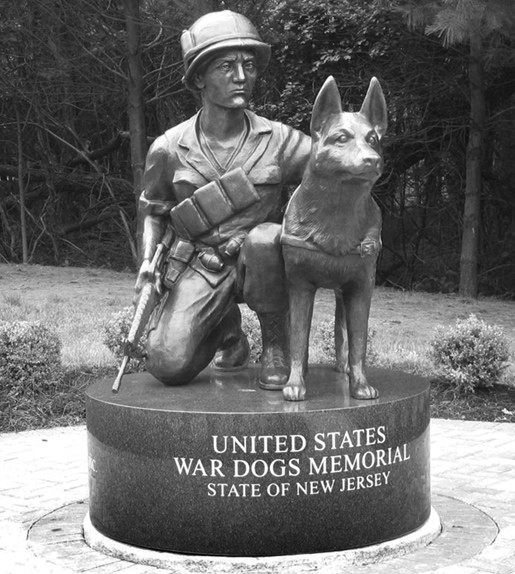 UNITED STATES
WAR DOGS MEMORIAL
STATE OF NEW JERSEY